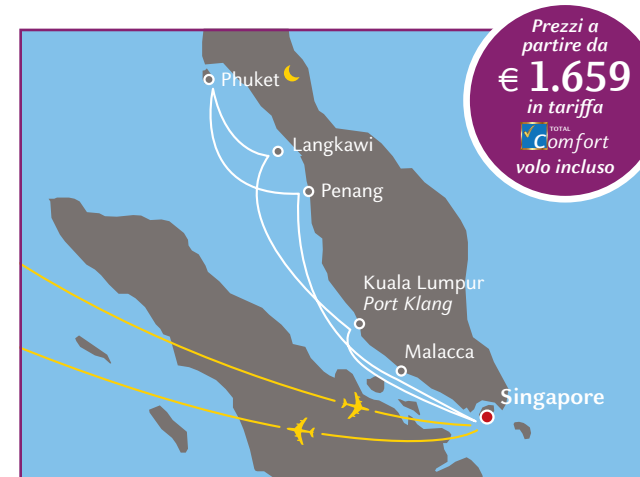 Prezzi a
partire da
€ 1.659
in tariffa
TOTAL
Comfort
volo incluso
Phuket
Langkawi
Penang
Kuala Lumpur
Port Klang
Malacca
Singapore